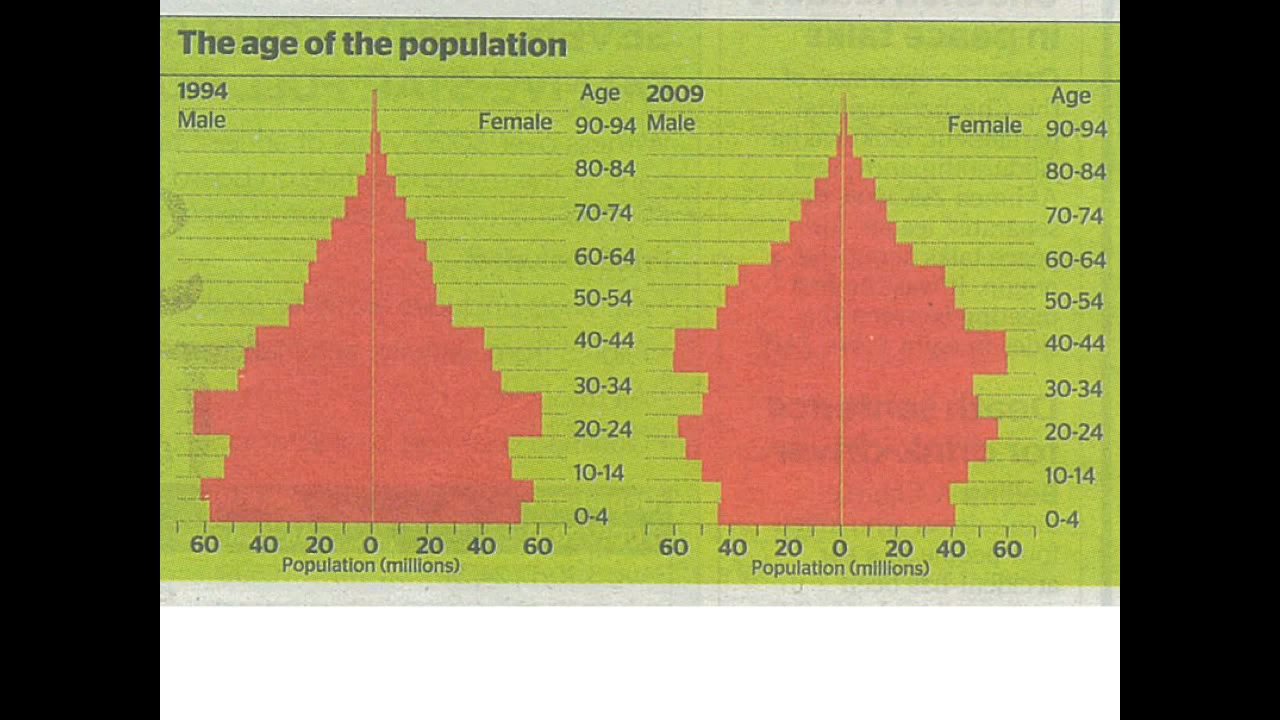 The age of the population
1994
Male
Female
Age
90-94
80-84
70-74
60-64
50-54
40-44
30-34
20-24
10-14
0-4
60 40 20 0 20 40 60
Population (millions)
2009
Male
Female
Age
90-94
80-84
70-74
60-64
50-54
40-44
30-34
20-24
10-14
0-4
60 40 20 0 20 40 60
Population (millions)